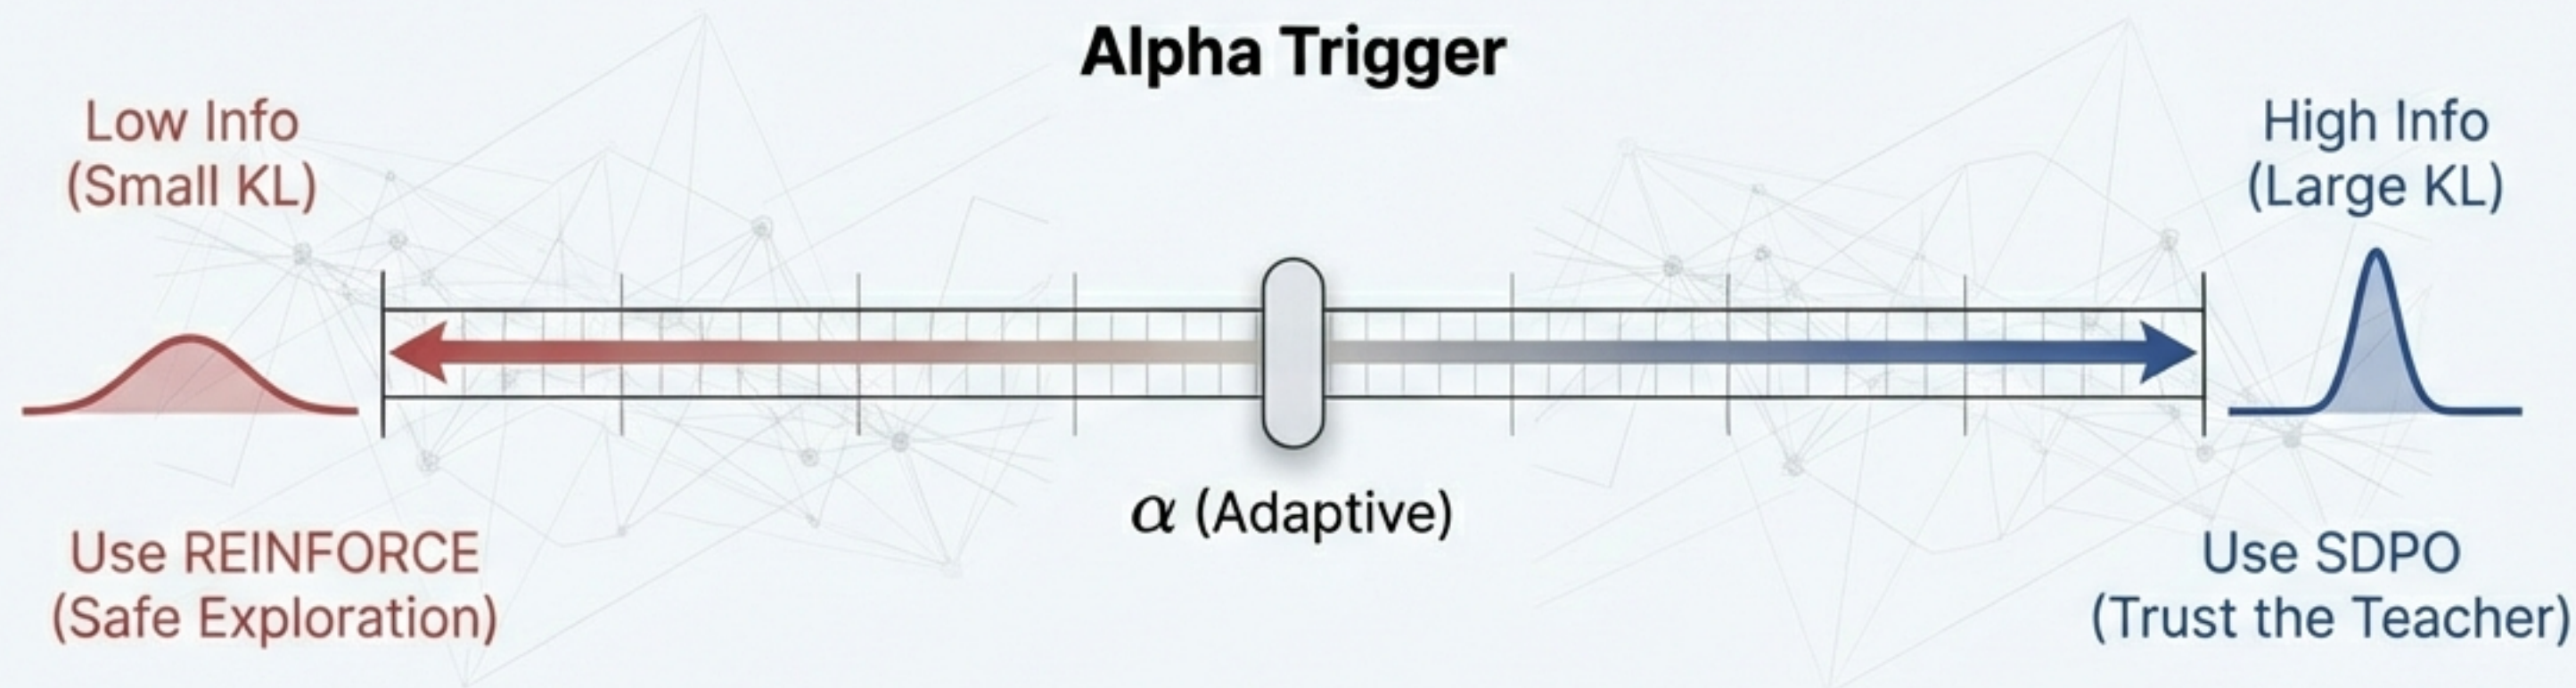 Alpha Trigger
Low Info
(Small KL)
High Info
(Large KL)
α (Adaptive)
Use REINFORCE
(Safe Exploration)
Use SDPO
(Trust the Teacher)